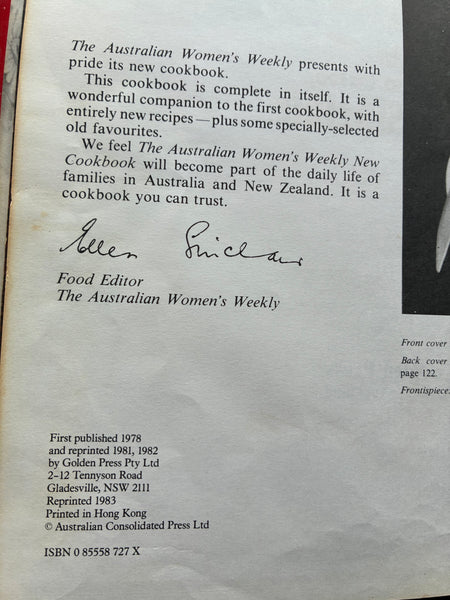 The Australian Women's Weekly presents with
pride its new cookbook.
This cookbook is complete in itself. It is a
wonderful companion to the first cookbook, with
entirely new recipes — plus some specially-selected
old favourites.
We feel The Australian Women's Weekly New
Cookbook will become part of the daily life of
families in Australia and New Zealand. It is a
cookbook you can trust.
Ellen Sinclair
Food Editor
The Australian Women's Weekly
First published 1978
and reprinted 1981, 1982
by Golden Press Pty Ltd
2–12 Tennyson Road
Gladesville, NSW 2111
Reprinted 1983
Printed in Hong Kong
© Australian Consolidated Press Ltd
ISBN 0 85558 727 X
Front cover
Back cover
page 122.
Frontispiece: